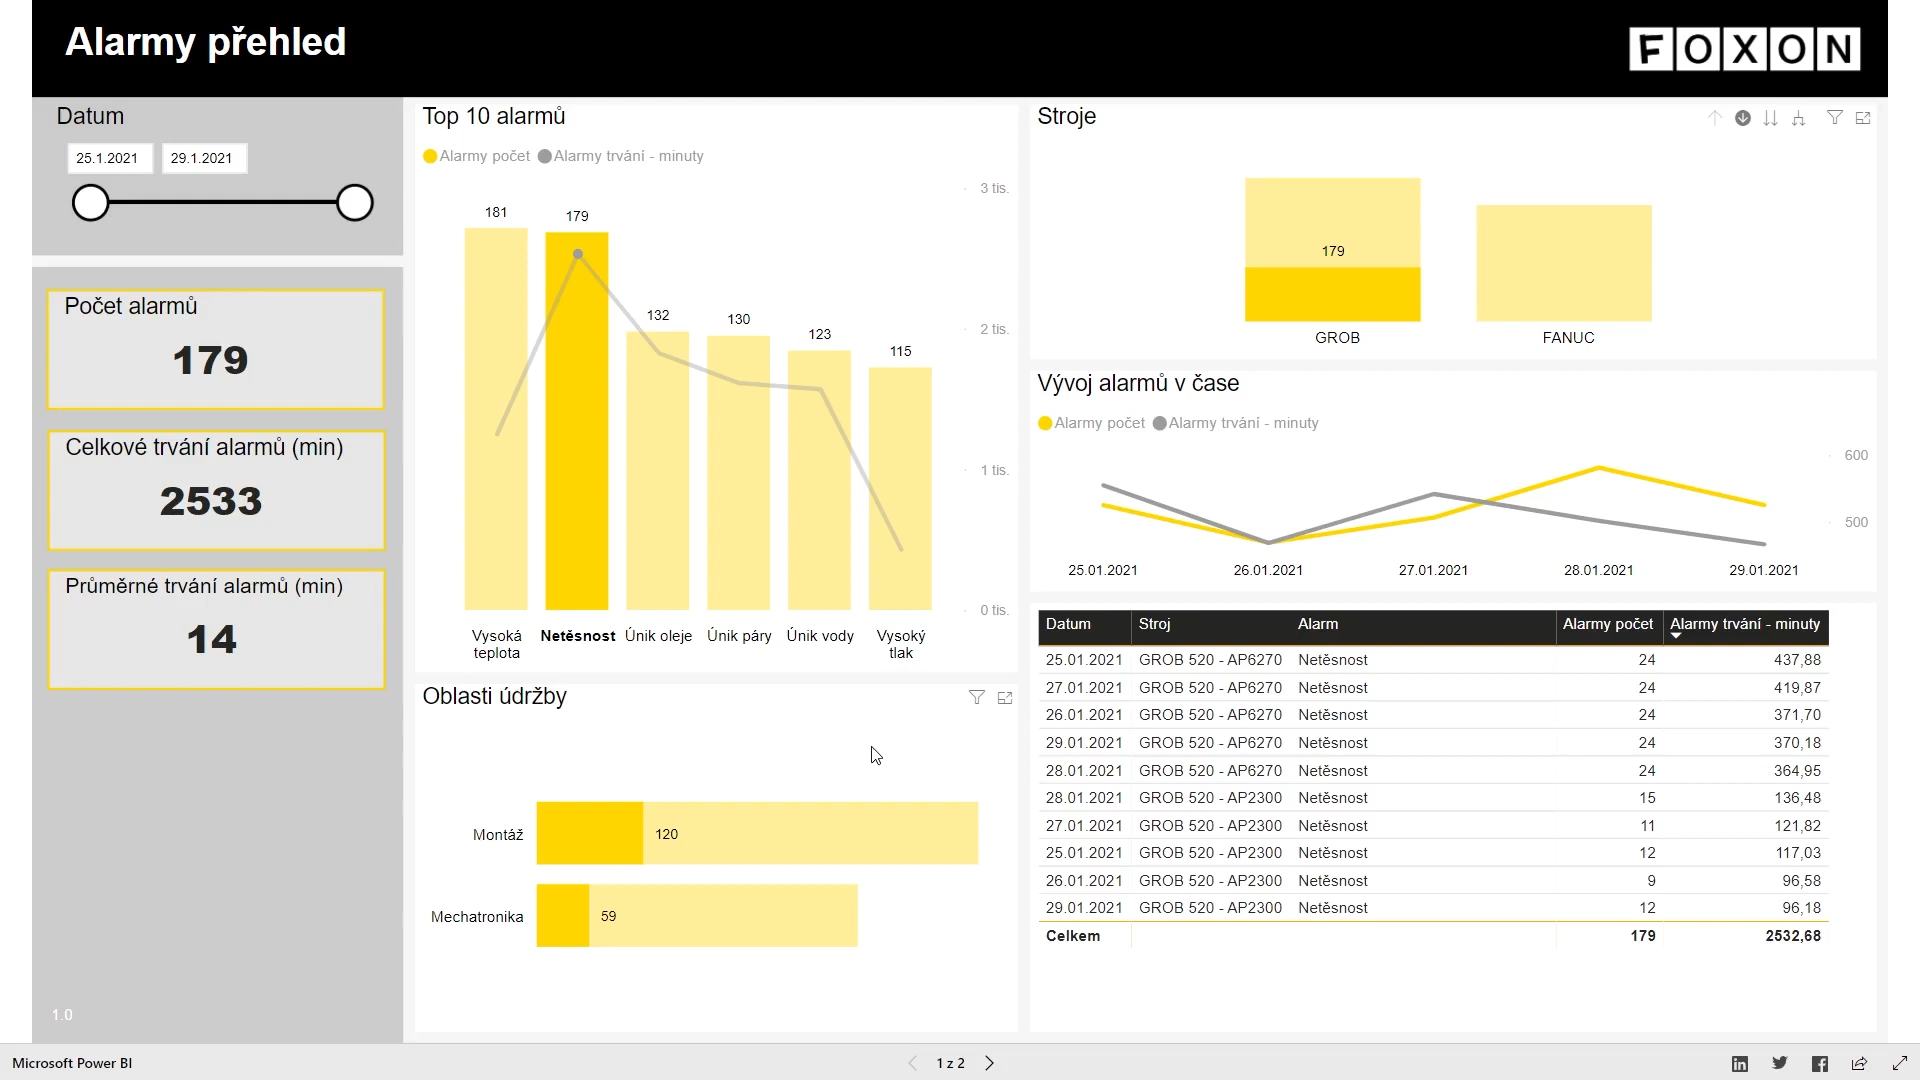 Alarmy přehled
FOXON
Datum
25.1.2021 29.1.2021
Počet alarmů
179
Celkové trvání alarmů (min)
2533
Průměrné trvání alarmů (min)
14
1.0
Top 10 alarmů
Alarmy počet Alarmy trvání - minuty
3 tis.
2 tis.
1 tis.
0 tis.
181 179 132 130 123 115
Vysoká teplota Netěsnost Únik oleje Únik páry Únik vody Vysoký tlak
Oblasti údržby
Montáž 120
Mechatronika 59
Stroje
179
GROB FANUC
Vývoj alarmů v čase
Alarmy počet Alarmy trvání - minuty
600
500
25.01.2021 26.01.2021 27.01.2021 28.01.2021 29.01.2021
Datum Stroj Alarm Alarmy počet Alarmy trvání - minuty
25.01.2021 GROB 520 - AP6270 Netěsnost 24 437,88
27.01.2021 GROB 520 - AP6270 Netěsnost 24 419,87
26.01.2021 GROB 520 - AP6270 Netěsnost 24 371,70
29.01.2021 GROB 520 - AP6270 Netěsnost 24 370,18
28.01.2021 GROB 520 - AP6270 Netěsnost 24 364,95
28.01.2021 GROB 520 - AP2300 Netěsnost 15 136,48
27.01.2021 GROB 520 - AP2300 Netěsnost 11 121,82
25.01.2021 GROB 520 - AP2300 Netěsnost 12 117,03
26.01.2021 GROB 520 - AP2300 Netěsnost 9 96,58
29.01.2021 GROB 520 - AP2300 Netěsnost 12 96,18
Celkem 179 2532,68
Microsoft Power BI
1 z 2